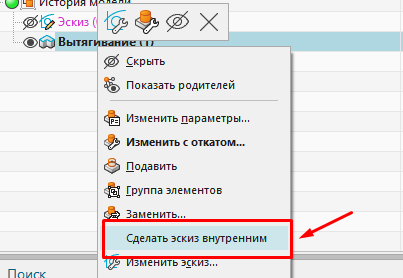 История модели
Эскиз (
Вытягивание (1)
Скрыть
Показать родителей
Изменить параметры...
Изменить с откатом...
Подавить
Группа элементов
Заменить...
Сделать эскиз внутренним
Изменить эскиз...
Поиск